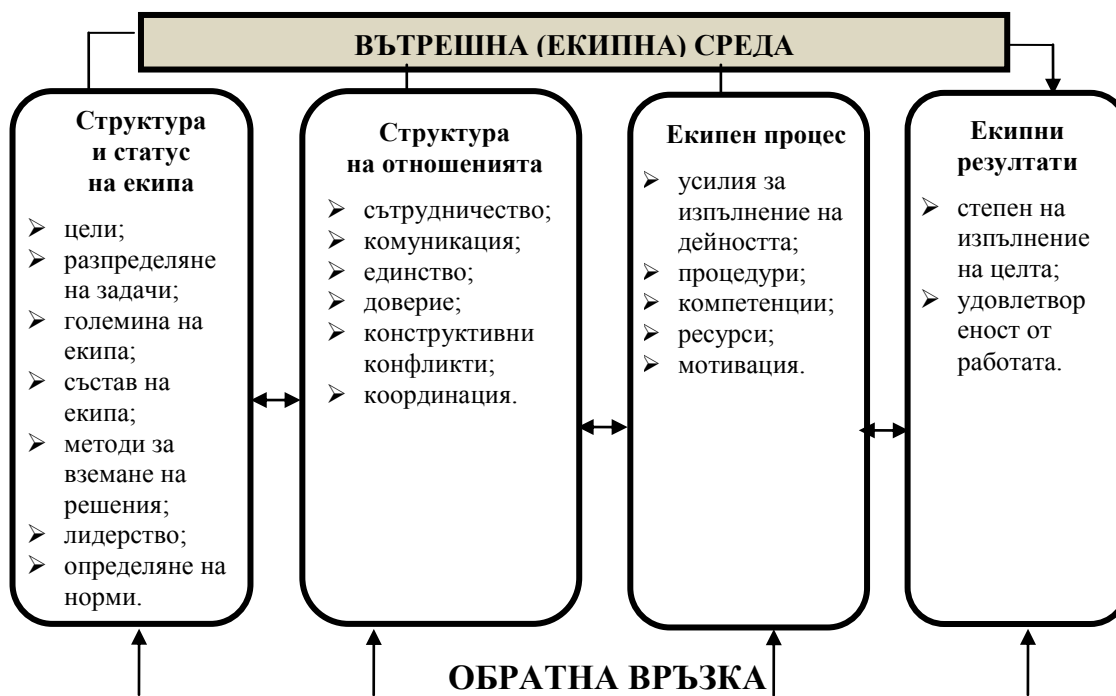 ВЪТРЕШНА (ЕКИПНА) СРЕДА
Структура
и статус
на екипа
➢ цели;
➢ разпределяне
на задачи;
➢ големина на
екипа;
➢ състав на
екипа;
➢ методи за
вземане на
решения;
➢ лидерство;
➢ определяне на
норми.
Структура
на отношенията
➢ сътрудничество;
➢ комуникация;
➢ единство;
➢ доверие;
➢ конструктивни
конфликти;
➢ координация.
Екипен процес
➢ усилия за
изпълнение на
дейността;
➢ процедури;
➢ компетенции;
➢ ресурси;
➢ мотивация.
Екипни
резултати
➢ степен на
изпълнение
на целта;
➢ удовлетвор
еност от
работата.
ОБРАТНА ВРЪЗКА